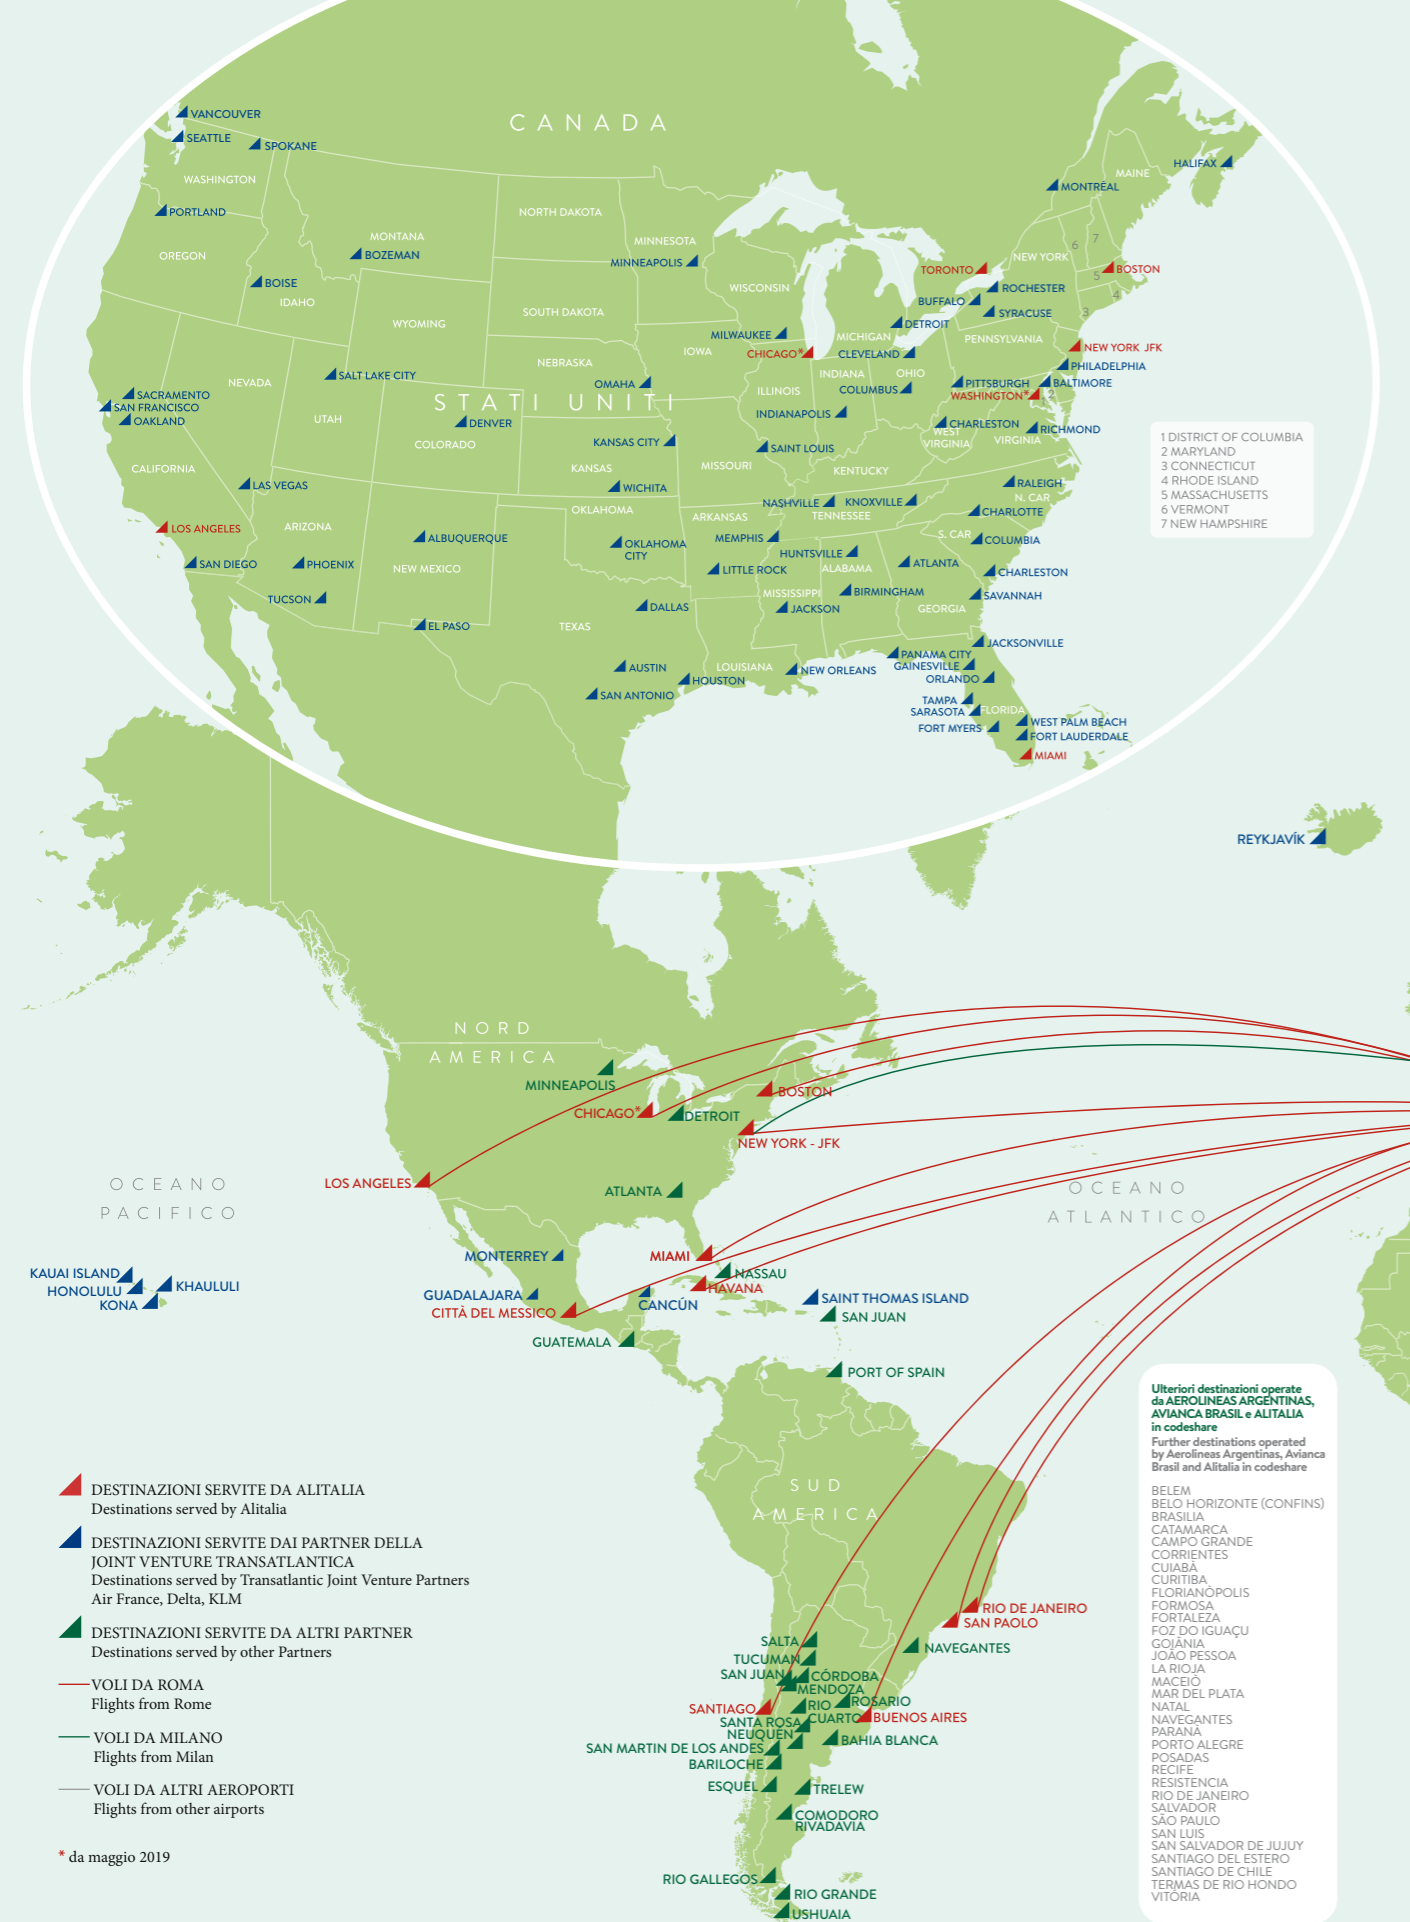 CANADA
VANCOUVER
SEATTLE
SPOKANE
WASHINGTON
PORTLAND
OREGON
MONTANA
BOZEMAN
BOISE
IDAHO
WYOMING
NORTH DAKOTA
SOUTH DAKOTA
MINNESOTA
MINNEAPOLIS
WISCONSIN
MILWAUKEE
CHICAGO*
IOWA
NEBRASKA
OMAHA
MICHIGAN
DETROIT
CLEVELAND
INDIANA
OHIO
COLUMBUS
ILLINOIS
INDIANAPOLIS
HALIFAX
MAINE
MONTRÉAL
6
7
NEW YORK
TORONTO
BOSTON
5
4
3
ROCHESTER
BUFFALO
SYRACUSE
PENNSYLVANIA
NEW YORK JFK
PHILADELPHIA
PITTSBURGH
BALTIMORE
WASHINGTON*
2
CHARLESTON
WEST
VIRGINIA
RICHMOND
VIRGINIA
STATI UNITI
NEVADA
SALT LAKE CITY
UTAH
SACRAMENTO
SAN FRANCISCO
OAKLAND
CALIFORNIA
DENVER
COLORADO
KANSAS CITY
KANSAS
WICHITA
SAINT LOUIS
MISSOURI
KENTUCKY
LAS VEGAS
LOS ANGELES
ARIZONA
SAN DIEGO
PHOENIX
TUCSON
ALBUQUERQUE
NEW MEXICO
EL PASO
OKLAHOMA
OKLAHOMA
CITY
ARKANSAS
LITTLE ROCK
NASHVILLE
KNOXVILLE
TENNESSEE
MEMPHIS
HUNTSVILLE
ALABAMA
BIRMINGHAM
MISSISSIPPI
JACKSON
RALEIGH
N. CAR
CHARLOTTE
S. CAR
COLUMBIA
ATLANTA
CHARLESTON
SAVANNAH
GEORGIA
DALLAS
TEXAS
AUSTIN
HOUSTON
SAN ANTONIO
LOUISIANA
NEW ORLEANS
JACKSONVILLE
PANAMA CITY
GAINESVILLE
ORLANDO
TAMPA
SARASOTA
FLORIDA
FORT MYERS
WEST PALM BEACH
FORT LAUDERDALE
MIAMI
1 DISTRICT OF COLUMBIA
2 MARYLAND
3 CONNECTICUT
4 RHODE ISLAND
5 MASSACHUSETTS
6 VERMONT
7 NEW HAMPSHIRE
REYKJAVÍK
NORD
AMERICA
MINNEAPOLIS
CHICAGO*
DETROIT
BOSTON
NEW YORK - JFK
LOS ANGELES
ATLANTA
OCEANO
PACIFICO
OCEANO
ATLANTICO
KAUAI ISLAND
HONOLULU
KHAULULI
KONA
MONTERREY
MIAMI
NASSAU
HAVANA
GUADALAJARA
CITTÀ DEL MESSICO
CANCÚN
SAINT THOMAS ISLAND
SAN JUAN
GUATEMALA
PORT OF SPAIN
SUD
AMERICA
RIO DE JANEIRO
SAN PAOLO
NAVEGANTES
SALTA
TUCUMAN
SAN JUAN
CÓRDOBA
MENDOZA
SANTIAGO
RIO
CUARTO
ROSARIO
BUENOS AIRES
SANTA ROSA
NEUQUÉN
BAHIA BLANCA
SAN MARTIN DE LOS ANDES
BARILOCHE
ESQUEL
TRELEW
COMODORO
RIVADAVIA
RIO GALLEGOS
RIO GRANDE
USHUAIA
DESTINAZIONI SERVITE DA ALITALIA
Destinations served by Alitalia
DESTINAZIONI SERVITE DAI PARTNER DELLA
JOINT VENTURE TRANSATLANTICA
Destinations served by Transatlantic Joint Venture Partners
Air France, Delta, KLM
DESTINAZIONI SERVITE DA ALTRI PARTNER
Destinations served by other Partners
VOLI DA ROMA
Flights from Rome
VOLI DA MILANO
Flights from Milan
VOLI DA ALTRI AEROPORTI
Flights from other airports
* da maggio 2019
Ulteriori destinazioni operate
da AEROLINEAS ARGENTINAS,
AVIANCA BRASIL e ALITALIA
in codeshare
Further destinations operated
by Aerolineas Argentinas, Avianca
Brasil and Alitalia in codeshare
BELEM
BELO HORIZONTE (CONFINS)
BRASILIA
CATAMARCA
CAMPO GRANDE
CORRIENTES
CUIABÁ
CURITIBA
FLORIANÓPOLIS
FORMOSA
FORTALEZA
FOZ DO IGUAÇU
GOIÂNIA
JOÃO PESSOA
LA RIOJA
MACEIÓ
MAR DEL PLATA
NATAL
NAVEGANTES
PARANÁ
PORTO ALEGRE
POSADAS
RECIFE
RESISTENCIA
RIO DE JANEIRO
SALVADOR
SÃO PAULO
SAN LUIS
SAN SALVADOR DE JUJUY
SANTIAGO DEL ESTERO
SANTIAGO DE CHILE
TERMAS DE RIO HONDO
VITÓRIA